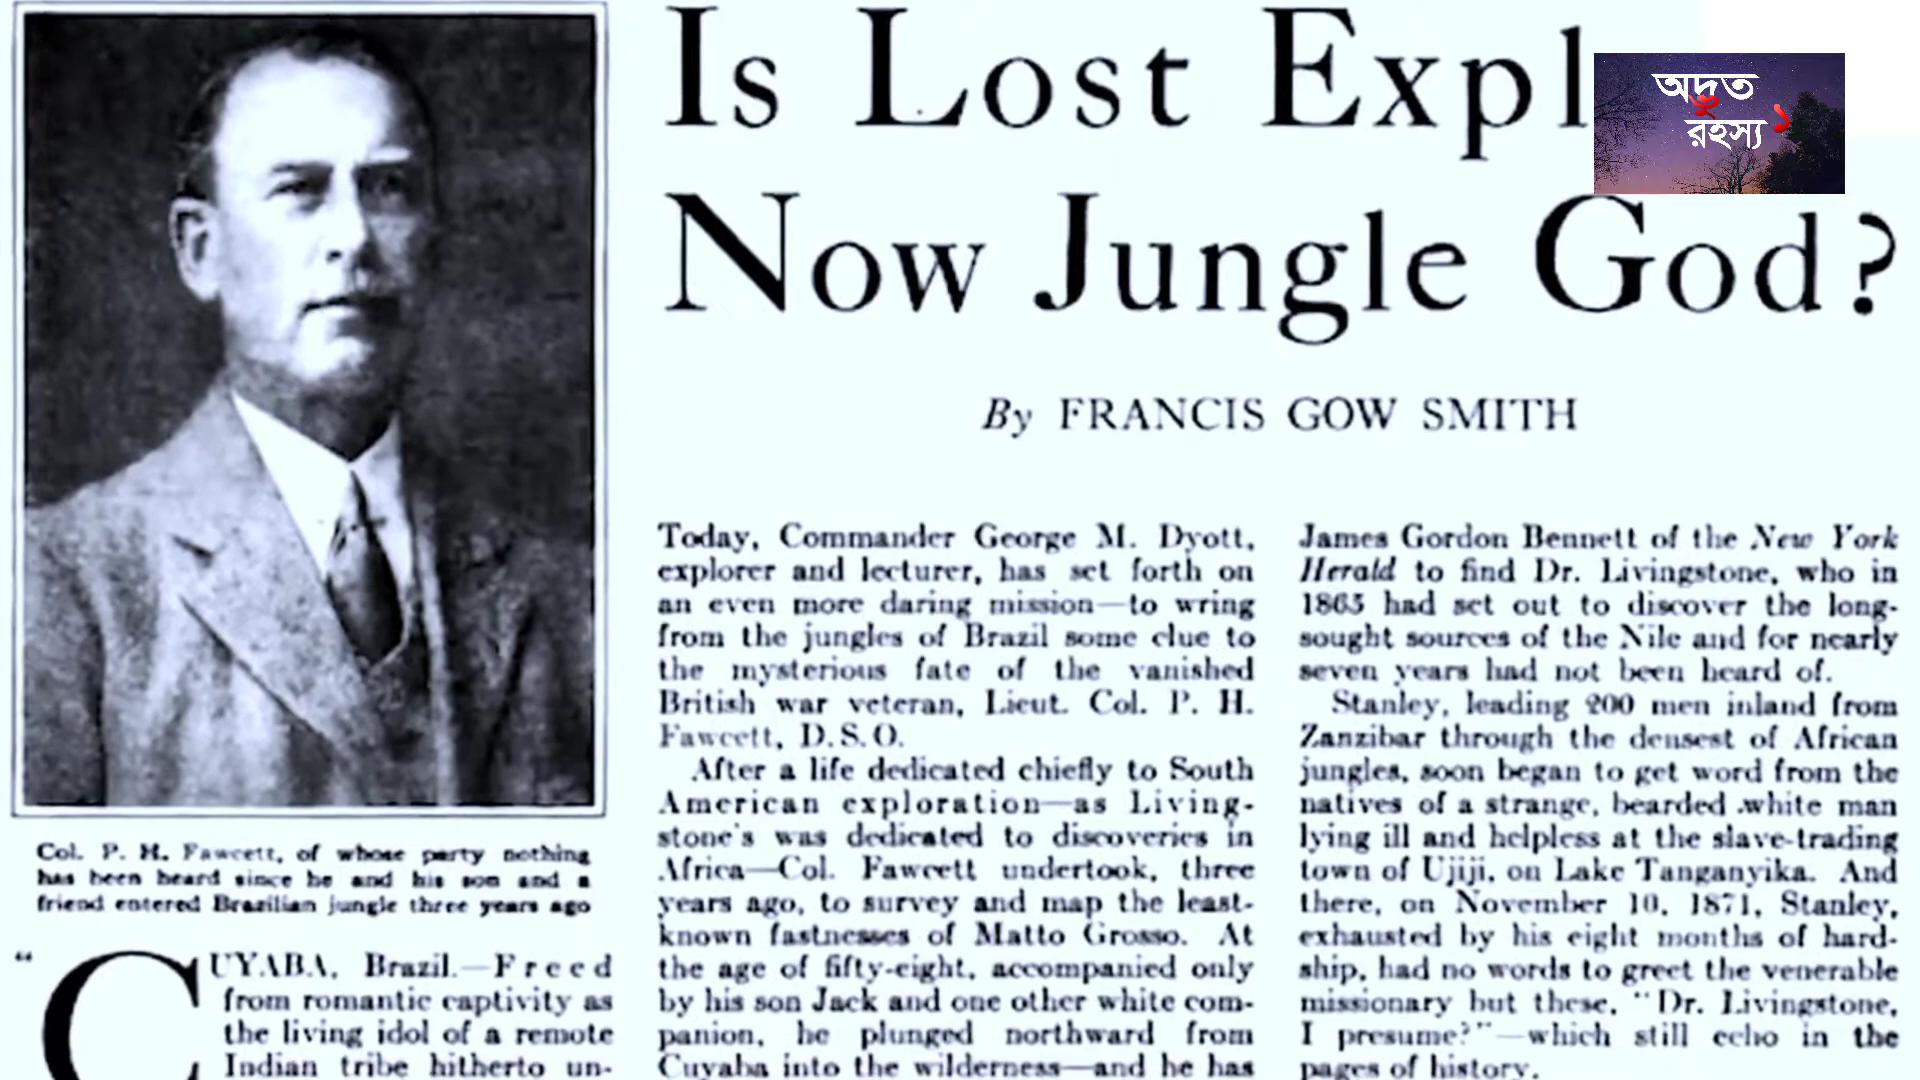 Is Lost Expl
Now Jungle God?
By FRANCIS GOW SMITH
অদ্ভুত
রহস্য ১
Col. P. H. Fawcett, of whose party nothing
has been heard since he and his son and a
friend entered Brazilian jungle three years ago
“CUYABA, Brazil.—Freed
from romantic captivity as
the living idol of a remote
Indian tribe hitherto un-
Today, Commander George M. Dyott,
explorer and lecturer, has set forth on
an even more daring mission—to wring
from the jungles of Brazil some clue to
the mysterious fate of the vanished
British war veteran, Lieut. Col. P. H.
Fawcett, D.S.O.
After a life dedicated chiefly to South
American exploration—as Living-
stone's was dedicated to discoveries in
Africa—Col. Fawcett undertook, three
years ago, to survey and map the least-
known fastnesses of Matto Grosso. At
the age of fifty-eight, accompanied only
by his son Jack and one other white com-
panion, he plunged northward from
Cuyaba into the wilderness—and he has
James Gordon Bennett of the New York
Herald to find Dr. Livingstone, who in
1865 had set out to discover the long-
sought sources of the Nile and for nearly
seven years had not been heard of.
Stanley, leading 200 men inland from
Zanzibar through the densest of African
jungles, soon began to get word from the
natives of a strange, bearded white man
lying ill and helpless at the slave-trading
town of Ujiji, on Lake Tanganyika. And
there, on November 10, 1871, Stanley,
exhausted by his eight months of hard-
ship, had no words to greet the venerable
missionary but these, “Dr. Livingstone,
I presume?”—which still echo in the
pages of history.